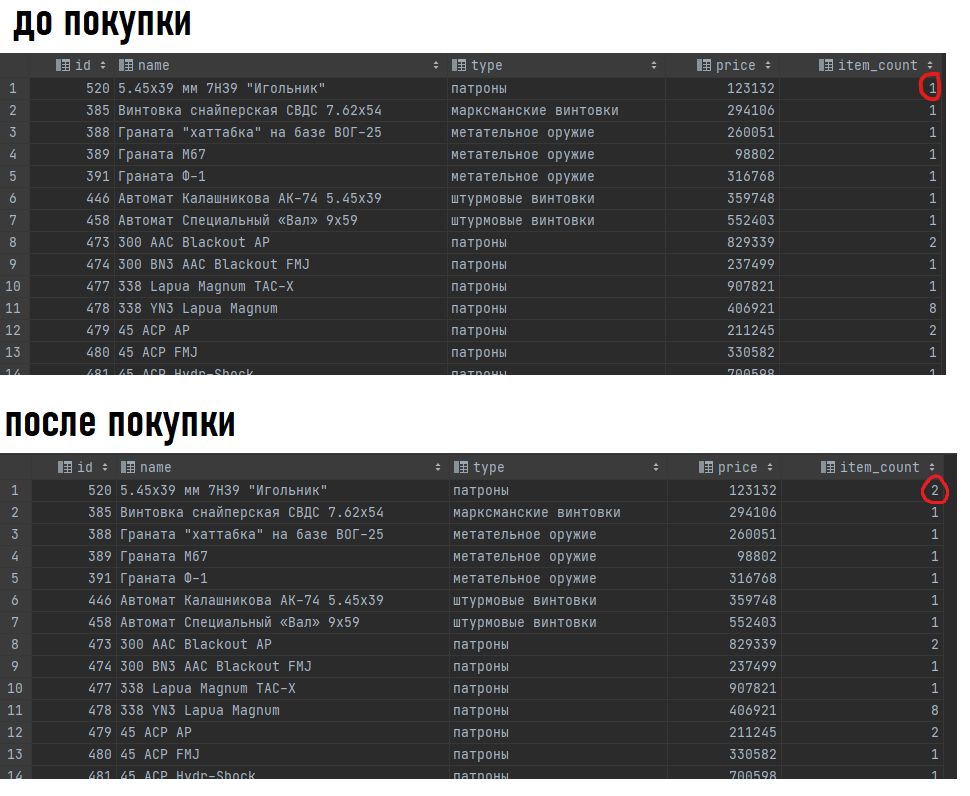 до покупки
id name type price item_count
1 520 5.45x39 мм 7Н39 "Игольник" патроны 123132 1
2 385 Винтовка снайперская СВДС 7.62x54 марксманские винтовки 294106 1
3 388 Граната "хаттабка" на базе ВОГ-25 метательное оружие 260051 1
4 389 Граната М67 метательное оружие 98802 1
5 391 Граната Ф-1 метательное оружие 316768 1
6 446 Автомат Калашникова АК-74 5.45x39 штурмовые винтовки 359748 1
7 458 Автомат Специальный «Вал» 9x59 штурмовые винтовки 552403 1
8 473 300 AAC Blackout AP патроны 829339 2
9 474 300 BN3 AAC Blackout FMJ патроны 237499 1
10 477 338 Lapua Magnum TAC-X патроны 907821 1
11 478 338 YN3 Lapua Magnum патроны 406921 8
12 479 45 ACP AP патроны 211245 2
13 480 45 ACP FMJ патроны 330582 1
14 481 45 ACP Hydr-Shock патроны 700598 1
после покупки
id name type price item_count
1 520 5.45x39 мм 7Н39 "Игольник" патроны 123132 2
2 385 Винтовка снайперская СВДС 7.62x54 марксманские винтовки 294106 1
3 388 Граната "хаттабка" на базе ВОГ-25 метательное оружие 260051 1
4 389 Граната М67 метательное оружие 98802 1
5 391 Граната Ф-1 метательное оружие 316768 1
6 446 Автомат Калашникова АК-74 5.45x39 штурмовые винтовки 359748 1
7 458 Автомат Специальный «Вал» 9x59 штурмовые винтовки 552403 1
8 473 300 AAC Blackout AP патроны 829339 2
9 474 300 BN3 AAC Blackout FMJ патроны 237499 1
10 477 338 Lapua Magnum TAC-X патроны 907821 1
11 478 338 YN3 Lapua Magnum патроны 406921 8
12 479 45 ACP AP патроны 211245 2
13 480 45 ACP FMJ патроны 330582 1
14 481 45 ACP Hydr-Shock патроны 700598 1